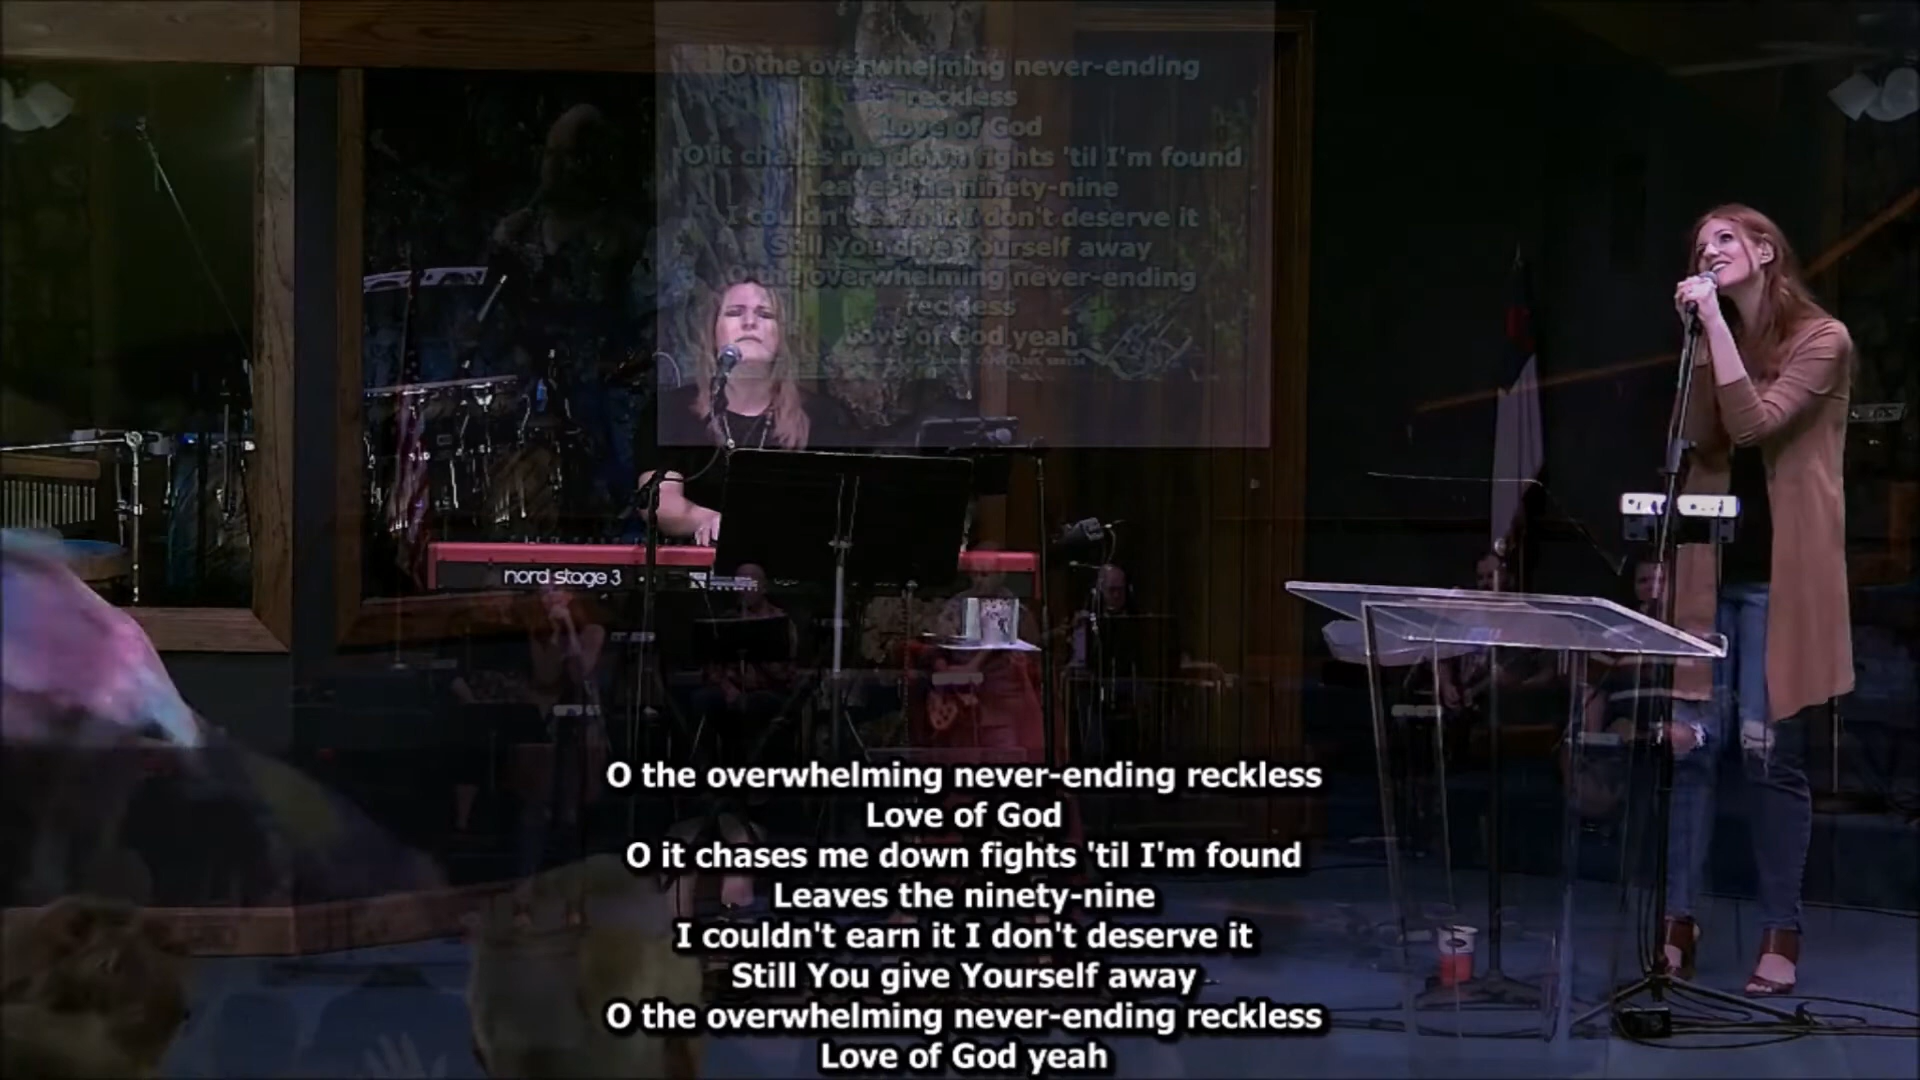 O the overwhelming never-ending
reckless
Love of God
O it chases me down fights 'til I'm found
Leaves the ninety-nine
I couldn't earn it I don't deserve it
Still You give Yourself away
O the overwhelming never-ending
reckless
Love of God yeah
nord stage 3
O the overwhelming never-ending reckless
Love of God
O it chases me down fights 'til I'm found
Leaves the ninety-nine
I couldn't earn it I don't deserve it
Still You give Yourself away
O the overwhelming never-ending reckless
Love of God yeah